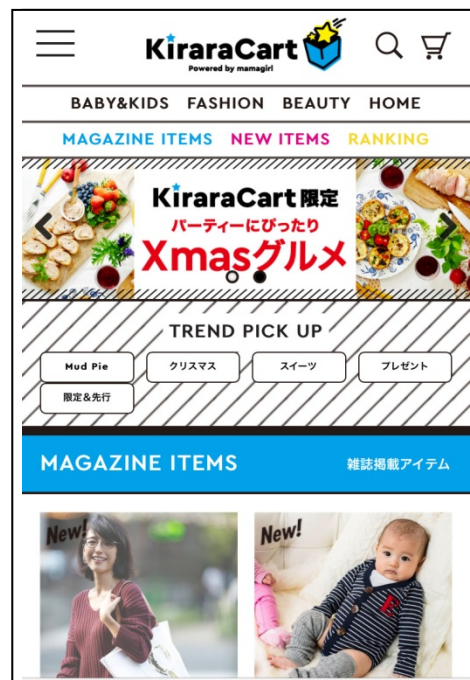 KiraraCart
Powered by mamagirl
BABY&KIDS FASHION BEAUTY HOME
MAGAZINE ITEMS NEW ITEMS RANKING
KiraraCart限定
パーティーにぴったり
Xmasグルメ
TREND PICK UP
Mud Pie クリスマス スイーツ プレゼント
限定&先行
MAGAZINE ITEMS 雑誌掲載アイテム
New! New!